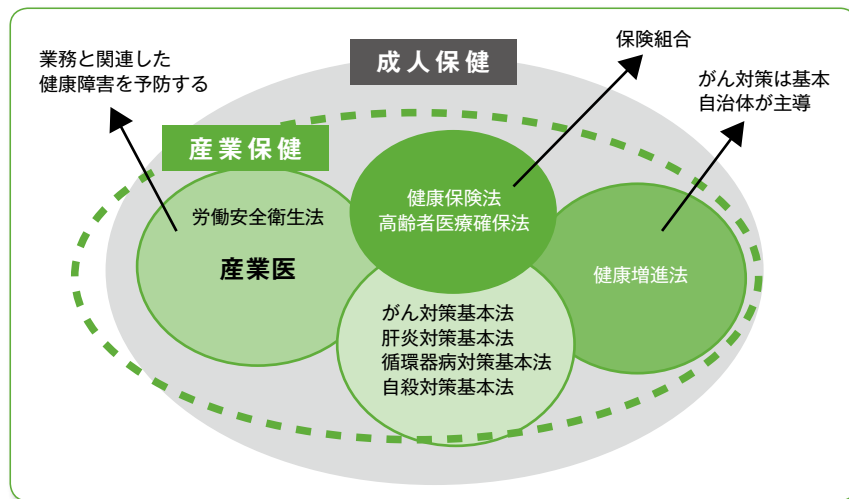 業務と関連した
健康障害を予防する
成人保健
保険組合
がん対策は基本
自治体が主導
産業保健
労働安全衛生法
産業医
健康保険法
高齢者医療確保法
健康増進法
がん対策基本法
肝炎対策基本法
循環器病対策基本法
自殺対策基本法